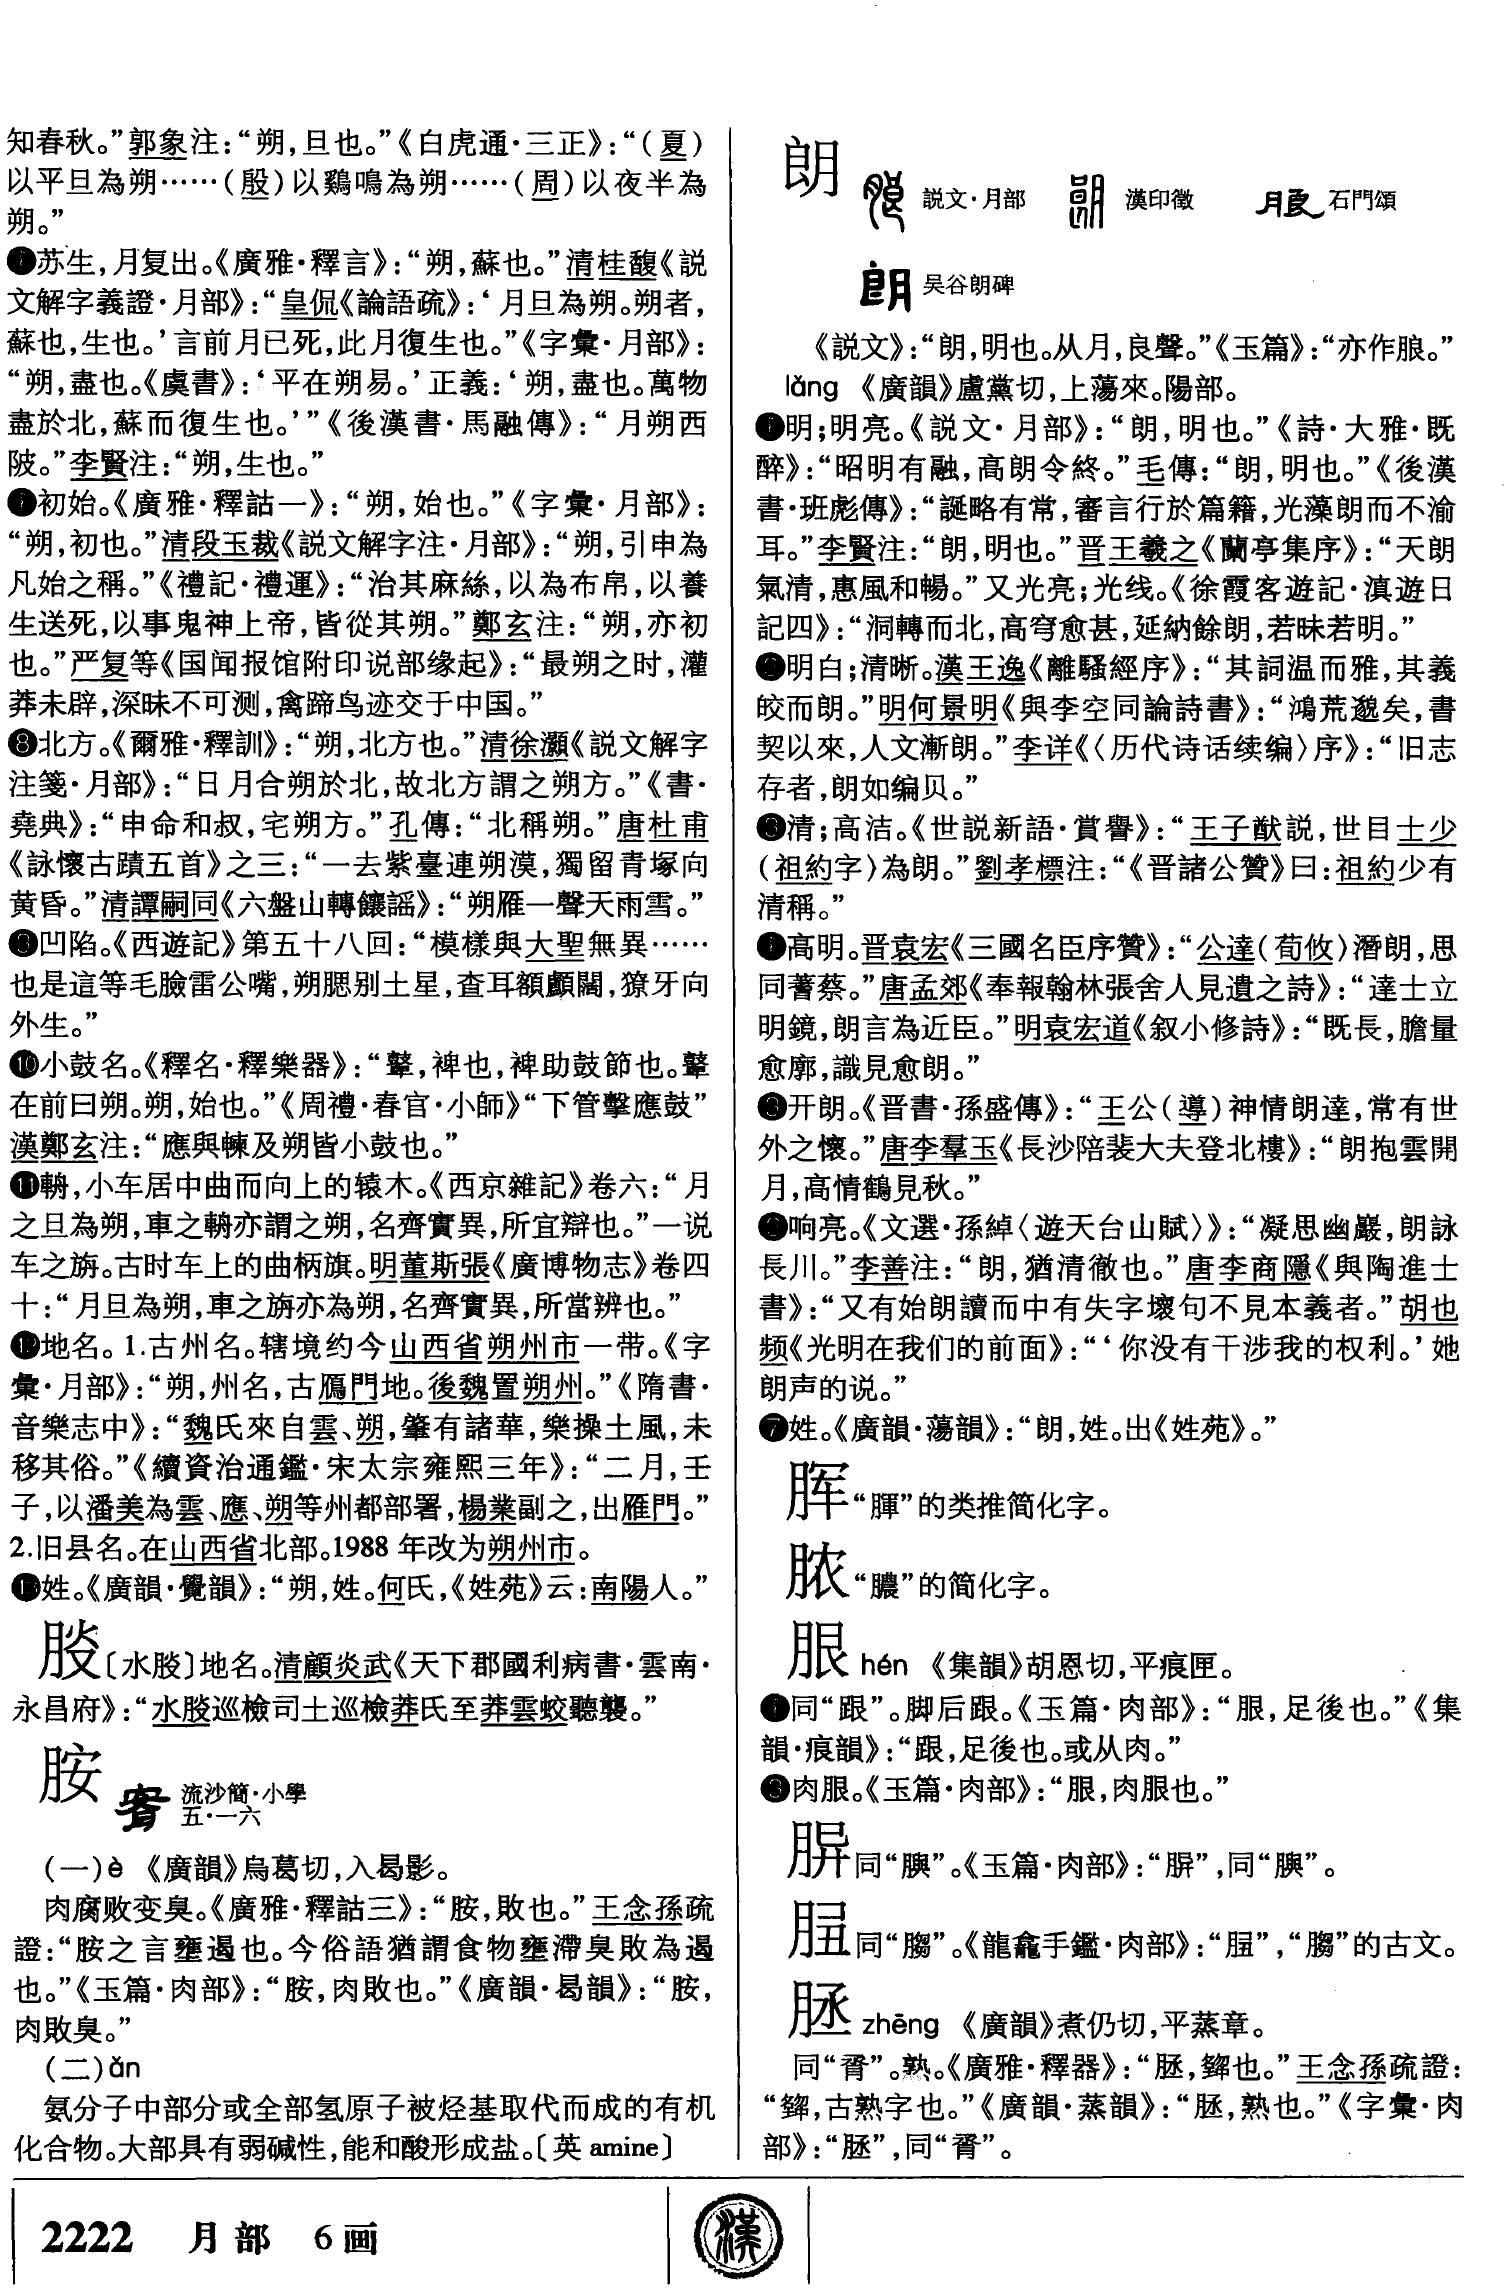 知春秋。”郭象注：“朔，旦也。”《白虎通·三正》：“（夏）
以平旦為朔……（殷）以鷄鳴為朔……（周）以夜半為
朔。”
苏生，月复出。《廣雅·釋言》：“朔，蘇也。”清桂馥《説
文解字義證·月部》：“皇侃《論語疏》：‘月旦為朔。朔者，
蘇也，生也。’言前月已死，此月復生也。”《字彙·月部》：
“朔，盡也。《虞書》：‘平在朔易。’正義：‘朔，盡也。萬物
盡於北，蘇而復生也。’”《後漢書·馬融傳》：“月朔西
陂。”李賢注：“朔，生也。”
初始。《廣雅·釋詁一》：“朔，始也。”《字彙·月部》：
“朔，初也。”清段玉裁《説文解字注·月部》：“朔，引申為
凡始之稱。”《禮記·禮運》：“治其麻絲，以為布帛，以養
生送死，以事鬼神上帝，皆從其朔。”鄭玄注：“朔，亦初
也。”严复等《国闻报馆附印说部缘起》：“最朔之时，灌
莽未辟，深昧不可测，禽蹄鸟迹交于中国。”
❽北方。《爾雅·釋訓》：“朔，北方也。”清徐灝《説文解字
注箋·月部》：“日月合朔於北，故北方謂之朔方。”《書·
堯典》：“申命和叔，宅朔方。”孔傳：“北稱朔。”唐杜甫
《詠懷古蹟五首》之三：“一去紫臺連朔漠，獨留青塚向
黄昏。”清譚嗣同《六盤山轉饟謡》：“朔雁一聲天雨雪。”
凹陷。《西遊記》第五十八回：“模樣與大聖無異……
也是這等毛臉雷公嘴，朔腮别土星，查耳額顱闊，獠牙向
外生。”
❿小鼓名。《釋名·釋樂器》：“鼙，裨也，裨助鼓節也。鼙
在前曰朔。朔，始也。”《周禮·春官·小師》“下管擊應鼓”
漢鄭玄注：“應與朄及朔皆小鼓也。”
⓫輈，小车居中曲而向上的辕木。《西京雜記》卷六：“月
之旦為朔，車之輈亦謂之朔，名齊實異，所宜辯也。”一说
车之旃。古时车上的曲柄旗。明董斯張《廣博物志》卷四
十：“月旦為朔，車之旃亦為朔，名齊實異，所當辨也。”
⓬地名。1.古州名。辖境约今山西省朔州市一带。《字
彙·月部》：“朔，州名，古鴈門地。後魏置朔州。”《隋書·
音樂志中》：“魏氏來自雲、朔，肇有諸華，樂操土風，未
移其俗。”《續資治通鑑·宋太宗雍熙三年》：“二月，壬
子，以潘美為雲、應、朔等州都部署，楊業副之，出雁門。”
2.旧县名。在山西省北部。1988年改为朔州市。
姓。《廣韻·覺韻》：“朔，姓。何氏，《姓苑》云：南陽人。”
〔水〕地名。清顧炎武《天下郡國利病書·雲南·
永昌府》：“水巡檢司土巡檢莽氏至莽雲蛟聽襲。”
胺 流沙簡·小學
五·一六
（一）è 《廣韻》烏葛切，入曷影。
肉腐败变臭。《廣雅·釋詁三》：“胺，敗也。”王念孫疏
證：“胺之言壅遏也。今俗語猶謂食物壅滯臭敗為遏
也。”《玉篇·肉部》：“胺，肉敗也。”《廣韻·曷韻》：“胺，
肉敗臭。”
（二）ǎn
氨分子中部分或全部氢原子被烃基取代而成的有机
化合物。大部具有弱碱性，能和酸形成盐。〔英 amine〕
朗 説文·月部 漢印徵 石門頌
吴谷朗碑
《説文》：“朗，明也。从月，良聲。”《玉篇》：“亦作朖。”
lǎng 《廣韻》盧黨切，上蕩來。陽部。
明；明亮。《説文·月部》：“朗，明也。”《詩·大雅·既
醉》：“昭明有融，高朗令終。”毛傳：“朗，明也。”《後漢
書·班彪傳》：“誕略有常，審言行於篇籍，光藻朗而不渝
耳。”李賢注：“朗，明也。”晋王羲之《蘭亭集序》：“天朗
氣清，惠風和暢。”又光亮；光线。《徐霞客遊記·滇遊日
記四》：“洞轉而北，高穹愈甚，延納餘朗，若昧若明。”
❷明白；清晰。漢王逸《離騷經序》：“其詞温而雅，其義
皎而朗。”明何景明《與李空同論詩書》：“鴻荒邈矣，書
契以來，人文漸朗。”李详《〈历代诗话续编〉序》：“旧志
存者，朗如编贝。”
❸清；高洁。《世説新語·賞譽》：“王子猷説，世目士少
（祖約字）為朗。”劉孝標注：“《晋諸公贊》曰：祖約少有
清稱。”
高明。晋袁宏《三國名臣序贊》：“公達（荀攸）潛朗，思
同蓍蔡。”唐孟郊《奉報翰林張舍人見遺之詩》：“達士立
明鏡，朗言為近臣。”明袁宏道《叙小修詩》：“既長，膽量
愈廓，識見愈朗。”
开朗。《晋書·孫盛傳》：“王公（導）神情朗達，常有世
外之懷。”唐李羣玉《長沙陪裴大夫登北樓》：“朗抱雲開
月，高情鶴見秋。”
响亮。《文選·孫綽〈遊天台山賦〉》：“凝思幽巖，朗詠
長川。”李善注：“朗，猶清徹也。”唐李商隱《與陶進士
書》：“又有始朗讀而中有失字壞句不見本義者。”胡也
频《光明在我们的前面》：“‘你没有干涉我的权利。’她
朗声的说。”
❼姓。《廣韻·蕩韻》：“朗，姓。出《姓苑》。”
“暉”的类推简化字。
脓“膿”的简化字。
hén 《集韻》胡恩切，平痕匣。
同“跟”。脚后跟。《玉篇·肉部》：“，足後也。”《集
韻·痕韻》：“跟，足後也。或从肉。”
肉。《玉篇·肉部》：“，肉也。”
同“腴”。《玉篇·肉部》：“”，同“腴”。
同“膓”。《龍龕手鑑·肉部》：“”，“膓”的古文。
脀 zhēng 《廣韻》煮仍切，平蒸章。
同“脀”。熟。《廣雅·釋器》：“，也。”王念孫疏證：
“，古熟字也。”《廣韻·蒸韻》：“，熟也。”《字彙·肉
部》：“”，同“脀”。
2222 月部 6画
漢